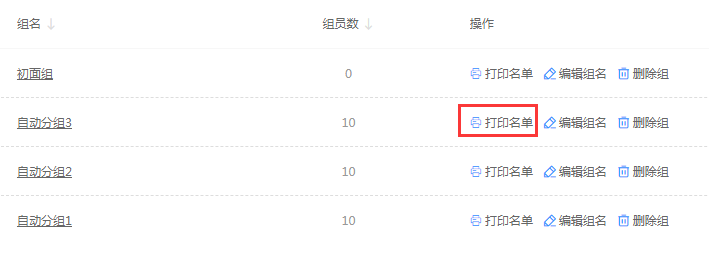 组名 组员数 操作
初面组 0 打印名单 编辑组名 删除组
自动分组3 10 打印名单 编辑组名 删除组
自动分组2 10 打印名单 编辑组名 删除组
自动分组1 10 打印名单 编辑组名 删除组